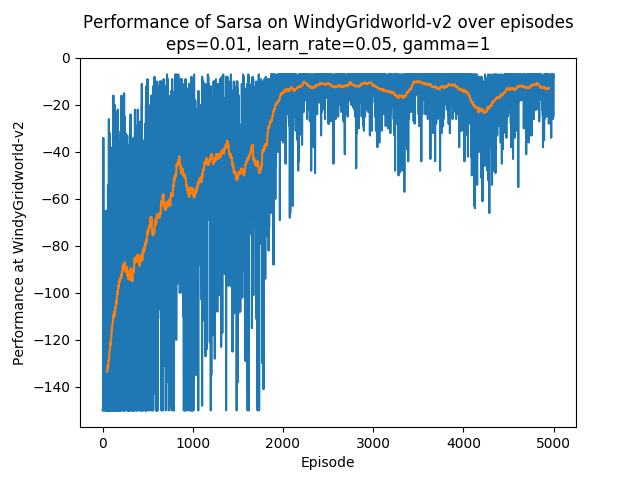 Performance of Sarsa on WindyGridworld-v2 over episodes
eps=0.01, learn_rate=0.05, gamma=1
0
−20
−40
−60
−80
−100
−120
−140
Performance at WindyGridworld-v2
0 1000 2000 3000 4000 5000
Episode